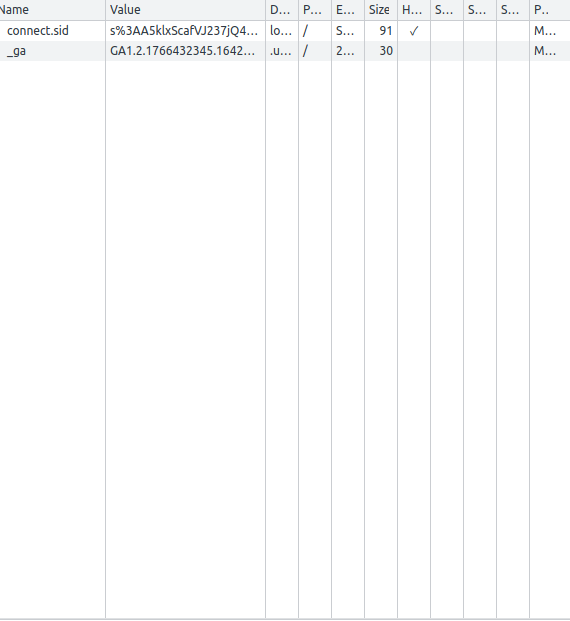 Name Value D... P... E... Size H... S... S... S... P..
connect.sid s%3AA5klxScafVJ237jQ4... lo... / S... 91 ✓ M...
_ga GA1.2.1766432345.1642... .u... / 2... 30 M...